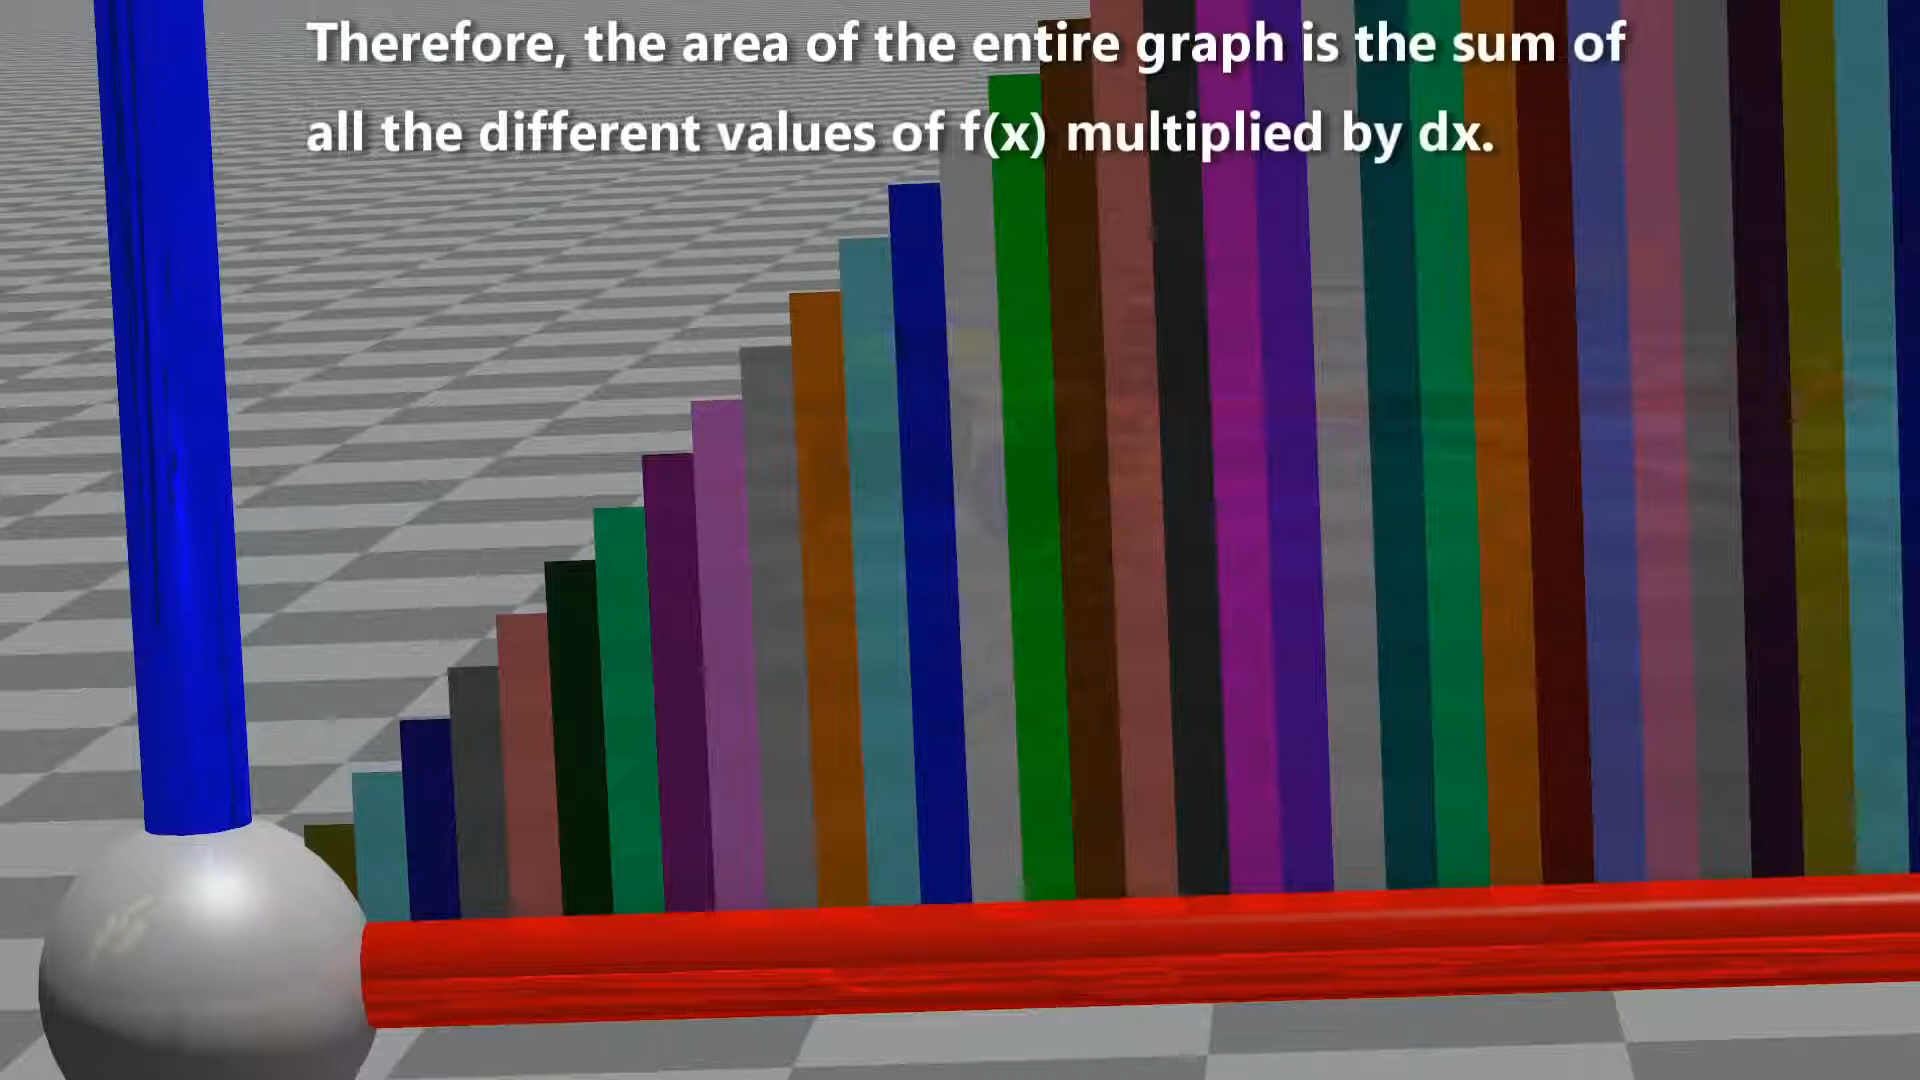 Therefore, the area of the entire graph is the sum of
all the different values of f(x) multiplied by dx.